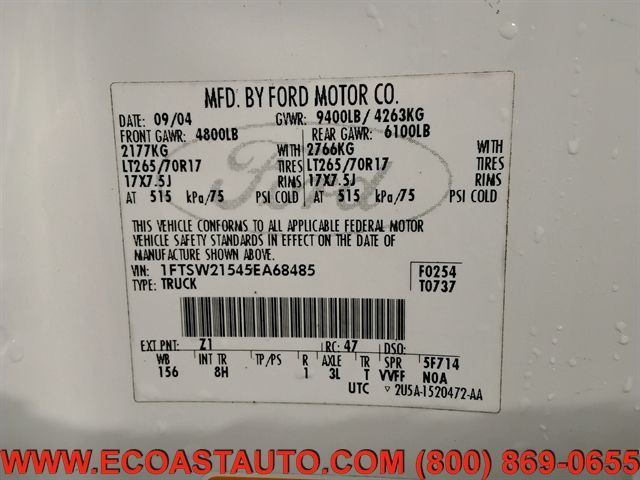 MFD. BY FORD MOTOR CO.
DATE: 09/04 GVWR: 9400LB/ 4263KG
FRONT GAWR: 4800LB REAR GAWR: 6100LB
2177KG WITH 2766KG WITH
LT265/70R17 TIRES LT265/70R17 TIRES
17X7.5J RIMS 17X7.5J RIMS
AT 515 kPa/75 PSI COLD AT 515 kPa/75 PSI COLD
Ford
THIS VEHICLE CONFORMS TO ALL APPLICABLE FEDERAL MOTOR
VEHICLE SAFETY STANDARDS IN EFFECT ON THE DATE OF
MANUFACTURE SHOWN ABOVE.
VIN: 1FTSW21545EA68485 F0254
TYPE: TRUCK T0737
EXT PNT: Z1 RC: 47 DSO:
WB INT TR TP/PS R AXLE TR SPR 5F714
156 8H 1 3L T VVFF NOA
UTC ▽ 2U5A-1520472-AA
WWW.ECOASTAUTO.COM (800) 869-0655